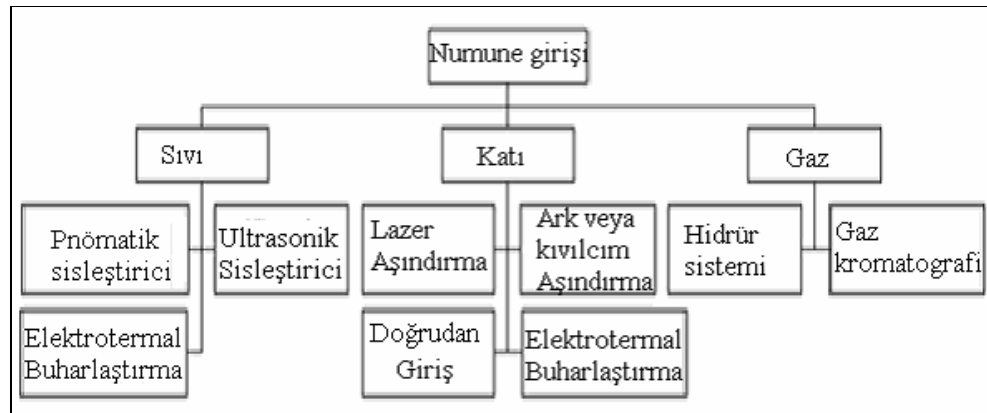 Numune girişi
Sıvı
Katı
Gaz
Pnömatik
sisleştirici
Ultrasonik
Sisleştirici
Lazer
Aşındırma
Ark veya
kıvılcım
Aşındırma
Hidrür
sistemi
Gaz
kromatografi
Elektrotermal
Buharlaştırma
Doğrudan
Giriş
Elektrotermal
Buharlaştırma